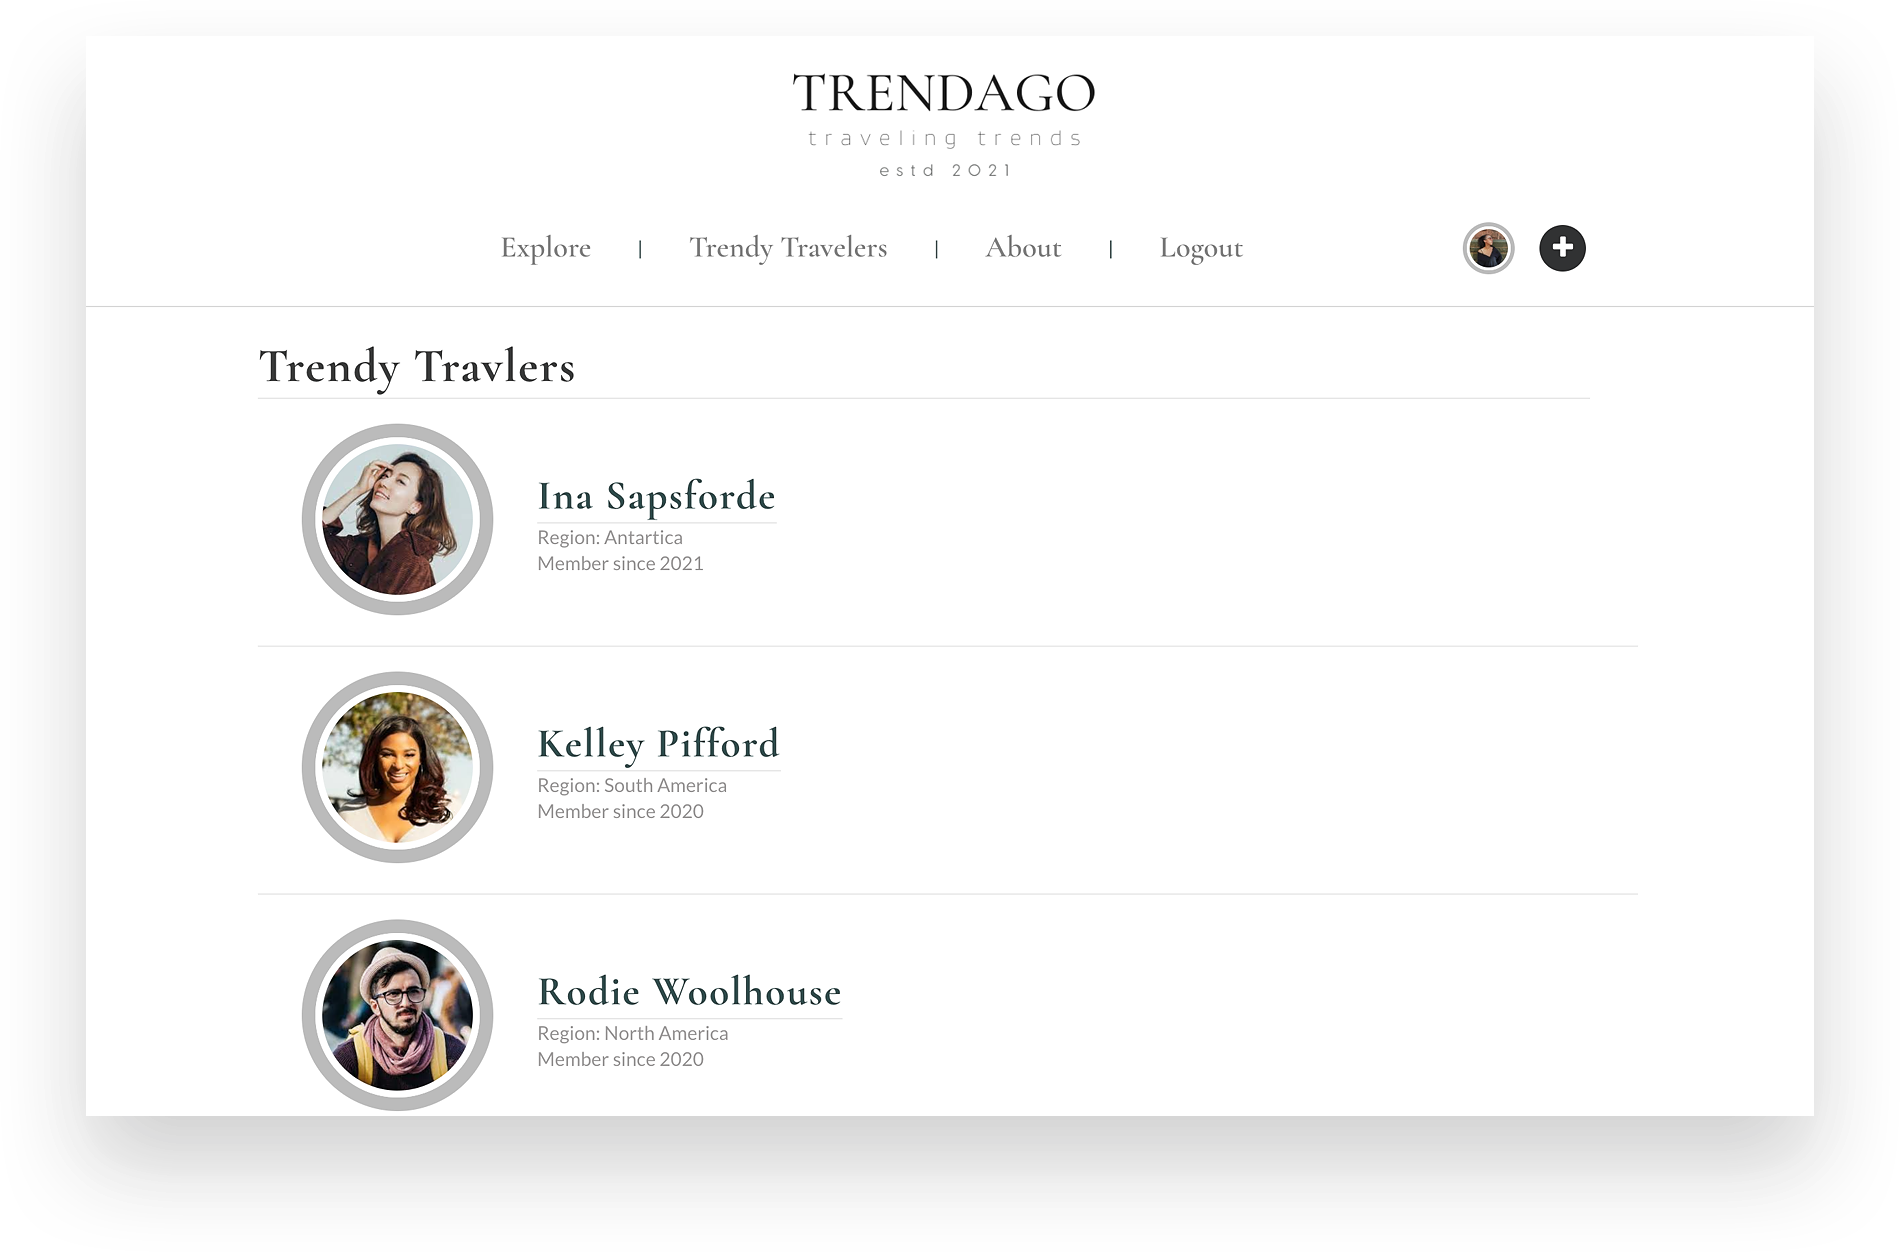 TRENDAGO
traveling trends
estd 2021
Explore | Trendy Travelers | About | Logout
Trendy Travlers
Ina Sapsforde
Region: Antartica
Member since 2021
Kelley Pifford
Region: South America
Member since 2020
Rodie Woolhouse
Region: North America
Member since 2020